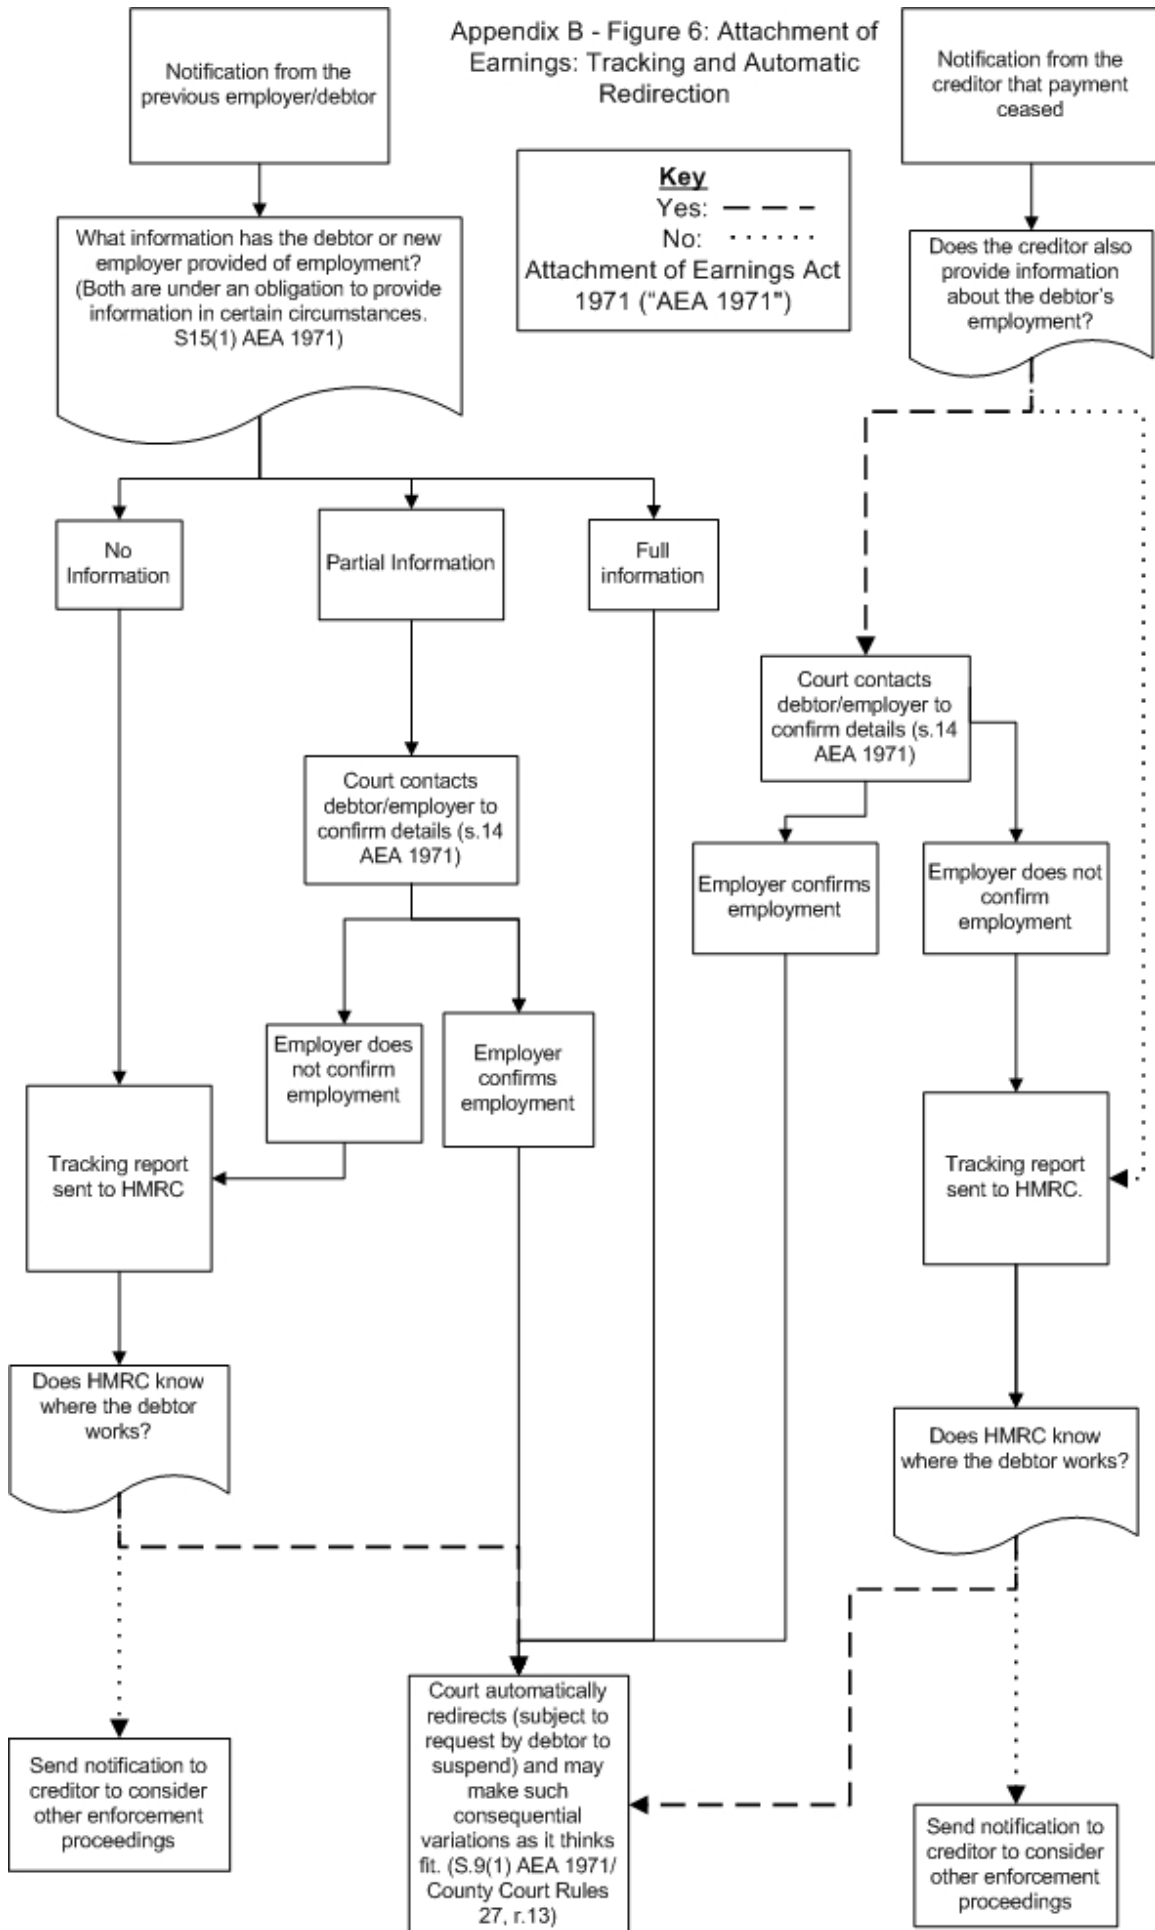 Appendix B - Figure 6: Attachment of
Earnings: Tracking and Automatic
Redirection
Notification from the
previous employer/debtor
Notification from the
creditor that payment
ceased
Key
Yes:
No:
Attachment of Earnings Act
1971 ("AEA 1971")
What information has the debtor or new
employer provided of employment?
(Both are under an obligation to provide
information in certain circumstances.
S15(1) AEA 1971)
Does the creditor also
provide information
about the debtor's
employment?
No
Information
Partial Information
Full
information
Court contacts
debtor/employer to
confirm details (s.14
AEA 1971)
Court contacts
debtor/employer to
confirm details (s.14
AEA 1971)
Employer confirms
employment
Employer does not
confirm
employment
Employer does
not confirm
employment
Employer
confirms
employment
Tracking report
sent to HMRC
Tracking report
sent to HMRC.
Does HMRC know
where the debtor
works?
Does HMRC know
where the debtor works?
Send notification to
creditor to consider
other enforcement
proceedings
Court automatically
redirects (subject to
request by debtor to
suspend) and may
make such
consequential
variations as it thinks
fit. (S.9(1) AEA 1971/
County Court Rules
27, r.13)
Send notification to
creditor to consider
other enforcement
proceedings